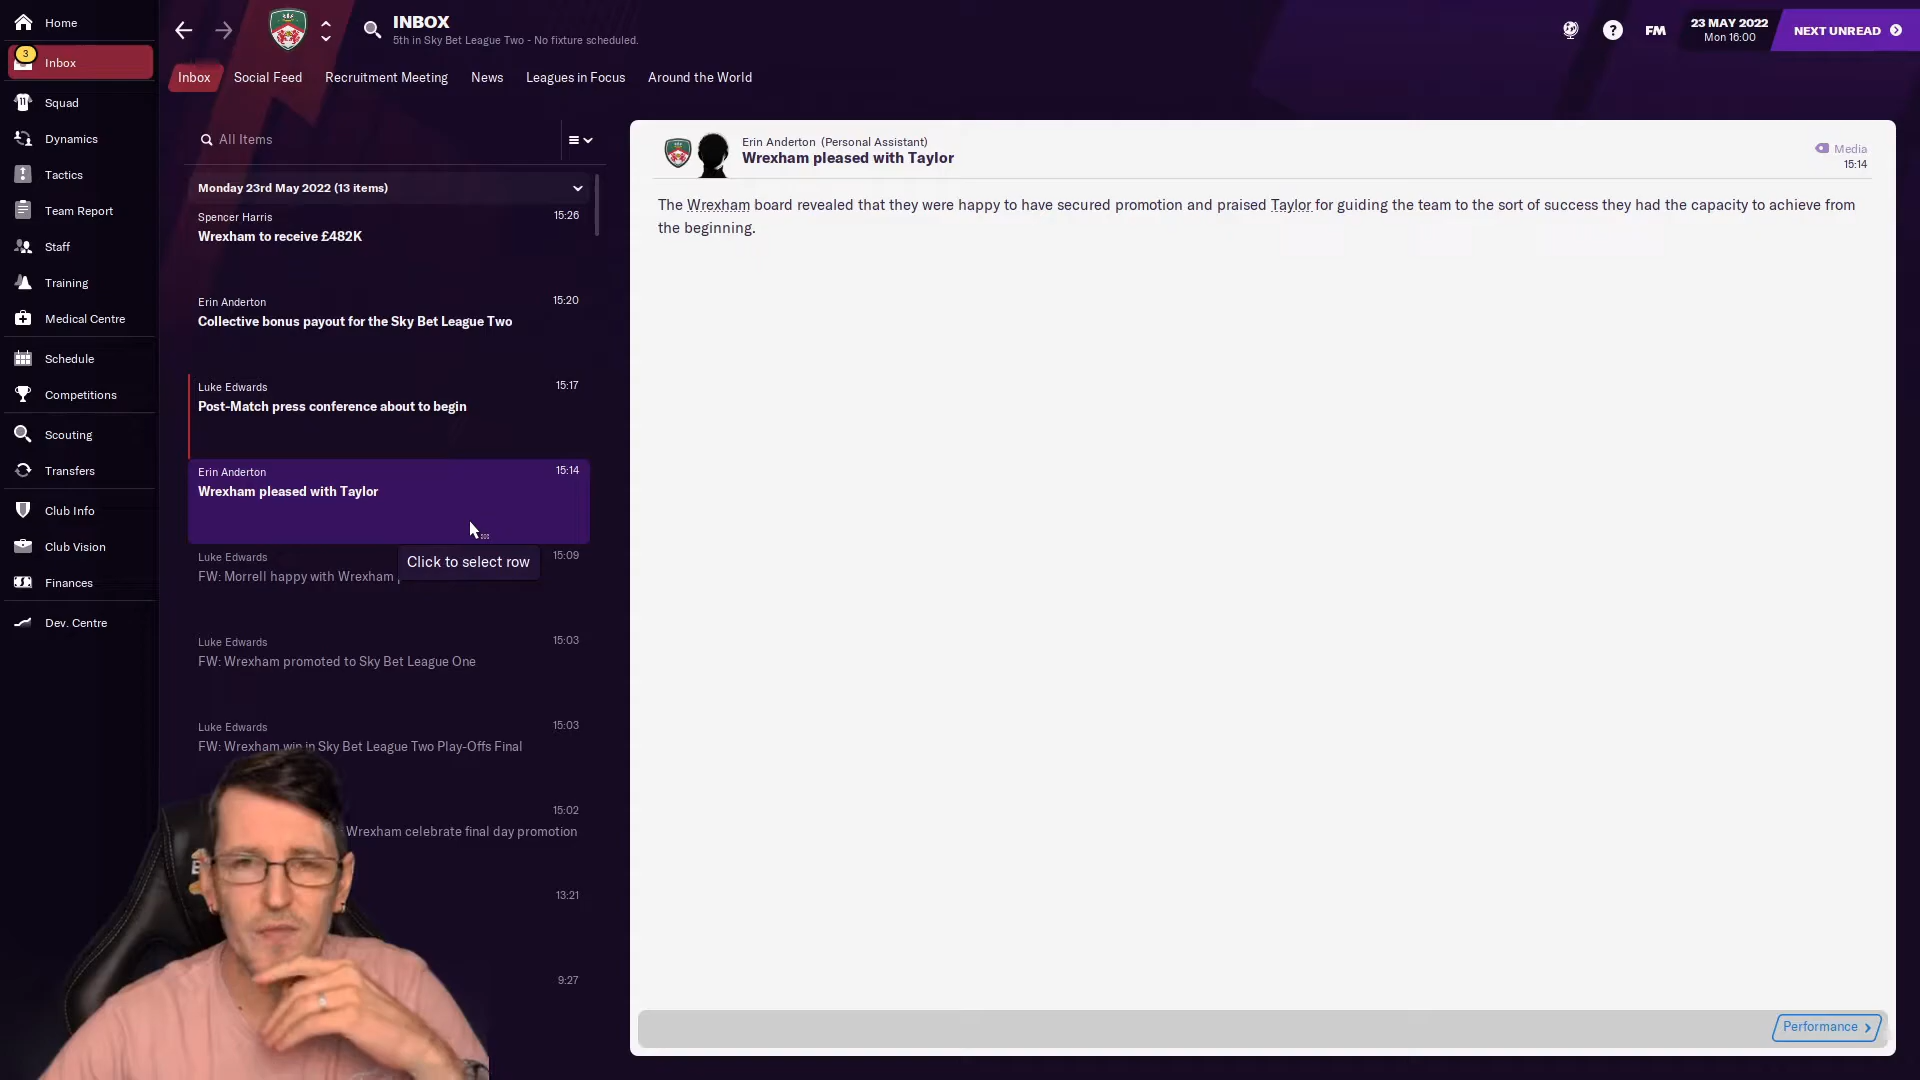 Home
3
Inbox
Squad
Dynamics
Tactics
Team Report
Staff
Training
Medical Centre
Schedule
Competitions
Scouting
Transfers
Club Info
Club Vision
Finances
Dev. Centre
INBOX
5th in Sky Bet League Two - No fixture scheduled.
FM
23 MAY 2022
Mon 16:00
NEXT UNREAD
Inbox
Social Feed
Recruitment Meeting
News
Leagues in Focus
Around the World
All Items
Monday 23rd May 2022 (13 items)
Spencer Harris 15:26
Wrexham to receive £482K
Erin Anderton 15:20
Collective bonus payout for the Sky Bet League Two
Luke Edwards 15:17
Post-Match press conference about to begin
Erin Anderton 15:14
Wrexham pleased with Taylor
Luke Edwards 15:09
FW: Morrell happy with Wrexham
Click to select row
Luke Edwards 15:03
FW: Wrexham promoted to Sky Bet League One
Luke Edwards 15:03
FW: Wrexham win in Sky Bet League Two Play-Offs Final
15:02
Wrexham celebrate final day promotion
13:21
9:27
Erin Anderton (Personal Assistant)
Wrexham pleased with Taylor
Media
15:14
The Wrexham board revealed that they were happy to have secured promotion and praised Taylor for guiding the team to the sort of success they had the capacity to achieve from
the beginning.
Performance